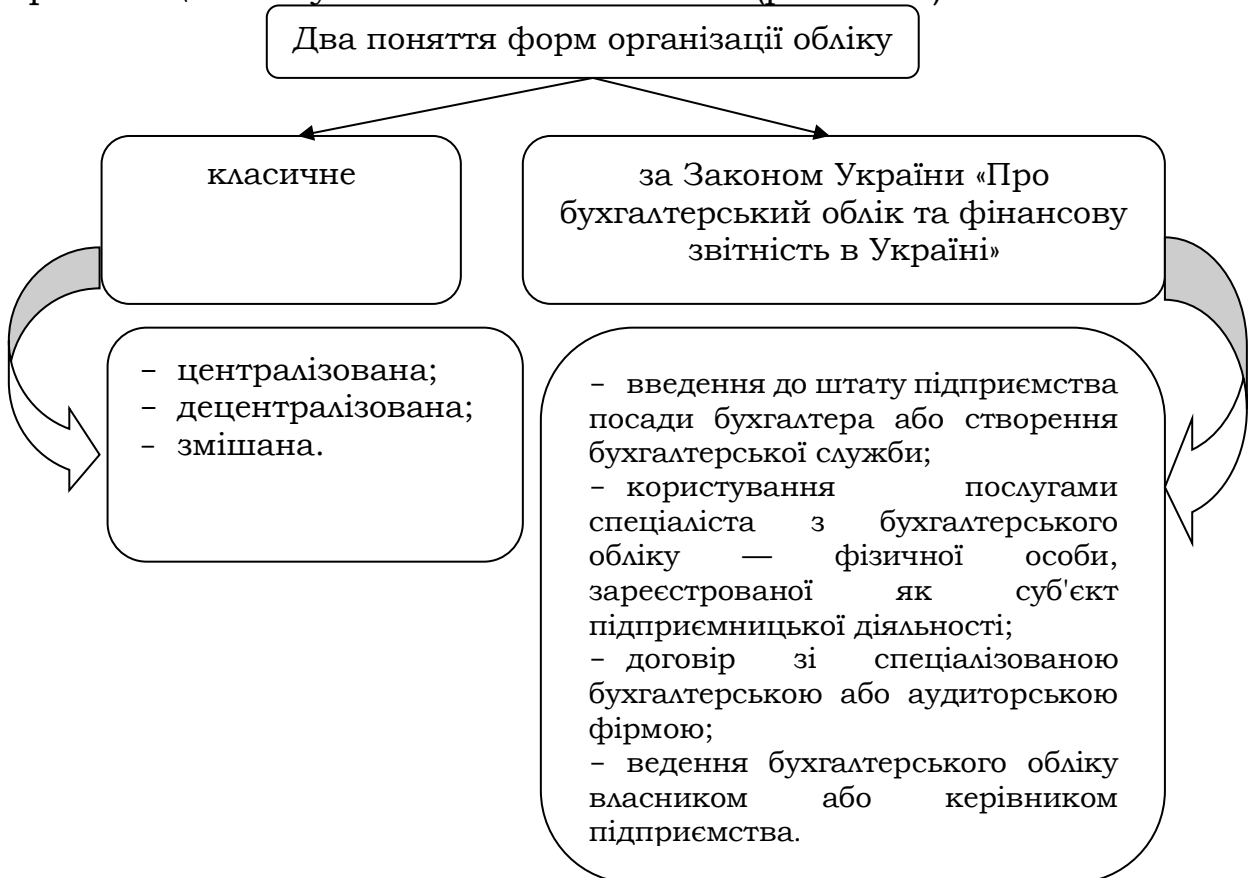 Два поняття форм організації обліку
класичне
за Законом України «Про
бухгалтерський облік та фінансову
звітність в Україні»
– централізована;
– децентралізована;
– змішана.
– введення до штату підприємства
посади бухгалтера або створення
бухгалтерської служби;
– користування послугами
спеціаліста з бухгалтерського
обліку — фізичної особи,
зареєстрованої як суб'єкт
підприємницької діяльності;
– договір зі спеціалізованою
бухгалтерською або аудиторською
фірмою;
– ведення бухгалтерського обліку
власником або керівником
підприємства.